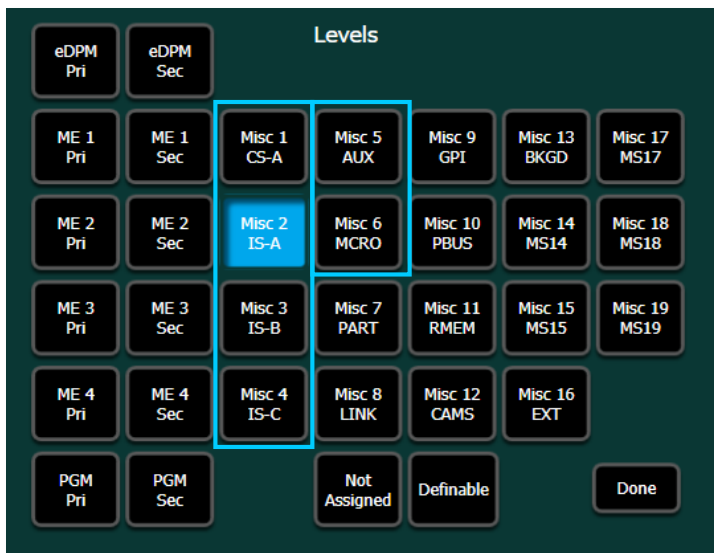 Levels
eDPM
Pri
eDPM
Sec
ME 1
Pri
ME 1
Sec
Misc 1
CS-A
Misc 5
AUX
Misc 9
GPI
Misc 13
BKGD
Misc 17
MS17
ME 2
Pri
ME 2
Sec
Misc 2
IS-A
Misc 6
MCRO
Misc 10
PBUS
Misc 14
MS14
Misc 18
MS18
ME 3
Pri
ME 3
Sec
Misc 3
IS-B
Misc 7
PART
Misc 11
RMEM
Misc 15
MS15
Misc 19
MS19
ME 4
Pri
ME 4
Sec
Misc 4
IS-C
Misc 8
LINK
Misc 12
CAMS
Misc 16
EXT
PGM
Pri
PGM
Sec
Not
Assigned
Definable
Done